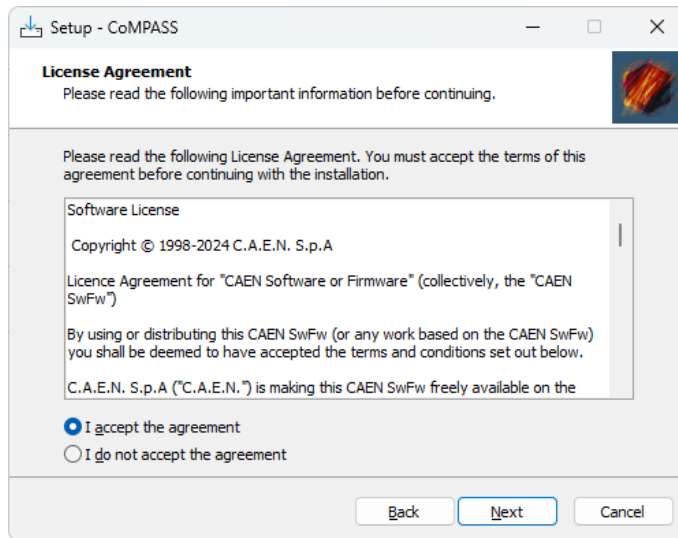 Setup - CoMPASS
License Agreement
Please read the following important information before continuing.
Please read the following License Agreement. You must accept the terms of this
agreement before continuing with the installation.
Software License
Copyright © 1998-2024 C.A.E.N. S.p.A
Licence Agreement for "CAEN Software or Firmware" (collectively, the "CAEN
SwFw")
By using or distributing this CAEN SwFw (or any work based on the CAEN SwFw)
you shall be deemed to have accepted the terms and conditions set out below.
C.A.E.N. S.p.A ("C.A.E.N.") is making this CAEN SwFw freely available on the
I accept the agreement
I do not accept the agreement
Back Next Cancel